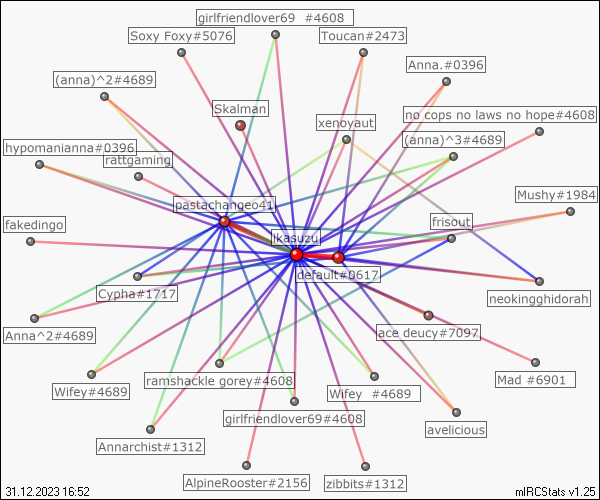 girlfriendlover69 #4608
Soxy Foxy#5076
Toucan#2473
Anna.#0396
(anna)^2#4689
Skalman
no cops no laws no hope#4608
xenovaut
(anna)^3#4689
hypomanianna#0396
rattgaming
Mushy#1984
pastachangeo41
frisout
fakedingo
ikasuzu
default#0617
Cypha#1717
neokingghidorah
Anna^2#4689
ace deucy#7097
Wifey#4689
ramshackle gorey#4608
Wifey #4689
Mad #6901
girlfriendlover69#4608
avelicious
Annarchist#1312
AlpineRooster#2156
zibbits#1312
31.12.2023 16:52
mIRCStats v1.25